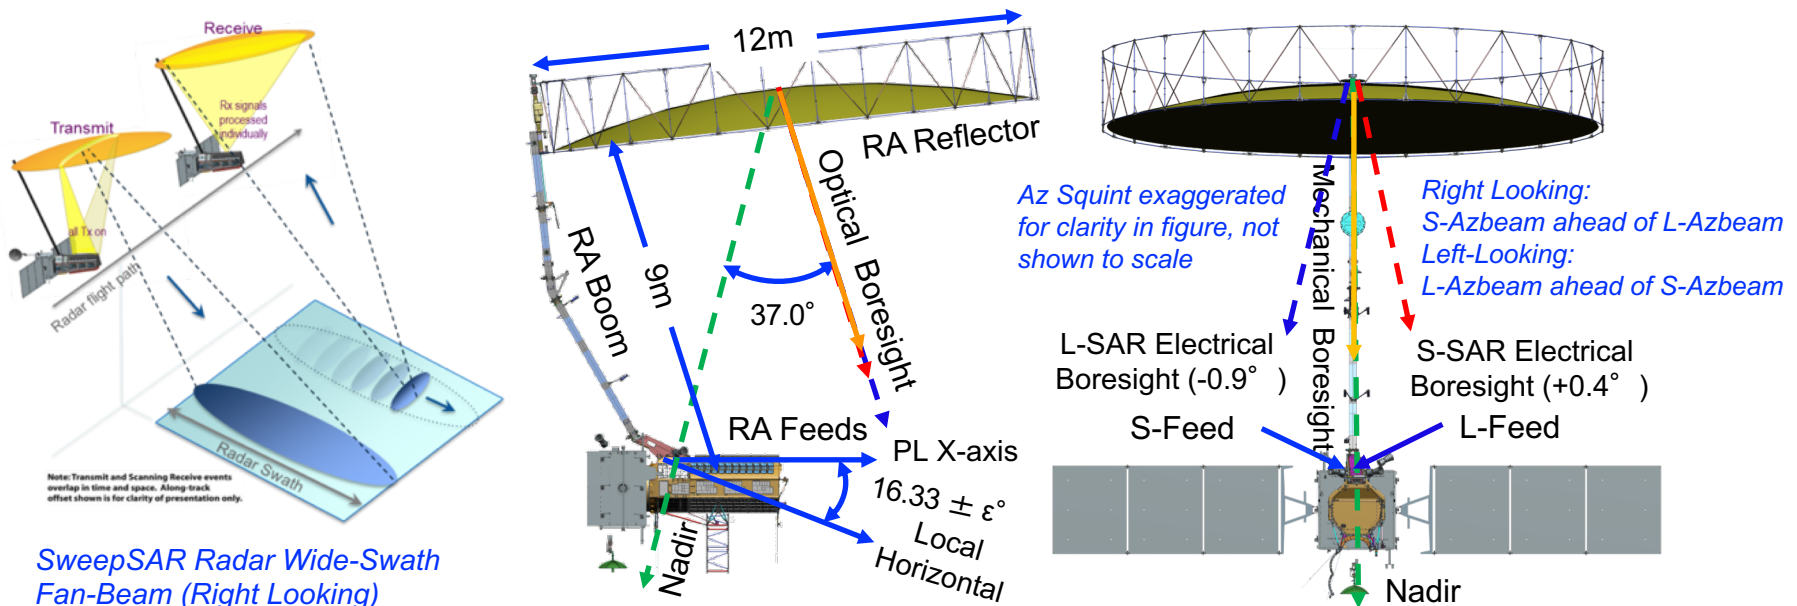 Receive
Rx signals
processed
individually
Transmit
all Tx on
Radar flight path
Radar Swath
Note: Transmit and Scanning Receive events
overlap in time and space. Along-track
offset shown is for clarity of presentation only.
SweepSAR Radar Wide-Swath
Fan-Beam (Right Looking)
12m
RA Reflector
Optical Boresight
RA Boom
9m
37.0°
RA Feeds
PL X-axis
16.33 ± ε°
Local
Horizontal
Nadir
Az Squint exaggerated
for clarity in figure, not
shown to scale
Mechanical Boresight
Right Looking:
S-Azbeam ahead of L-Azbeam
Left-Looking:
L-Azbeam ahead of S-Azbeam
L-SAR Electrical
Boresight (-0.9° )
S-SAR Electrical
Boresight (+0.4° )
S-Feed
L-Feed
Nadir